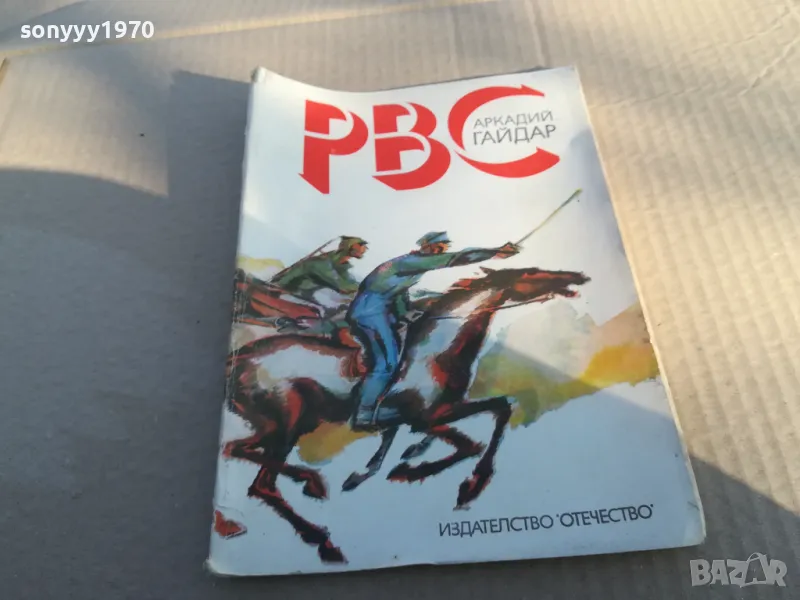 sonyyy1970
РВС
АРКАДИЙ
ГАЙДАР
ИЗДАТЕЛСТВО "ОТЕЧЕСТВО"
BAZAR